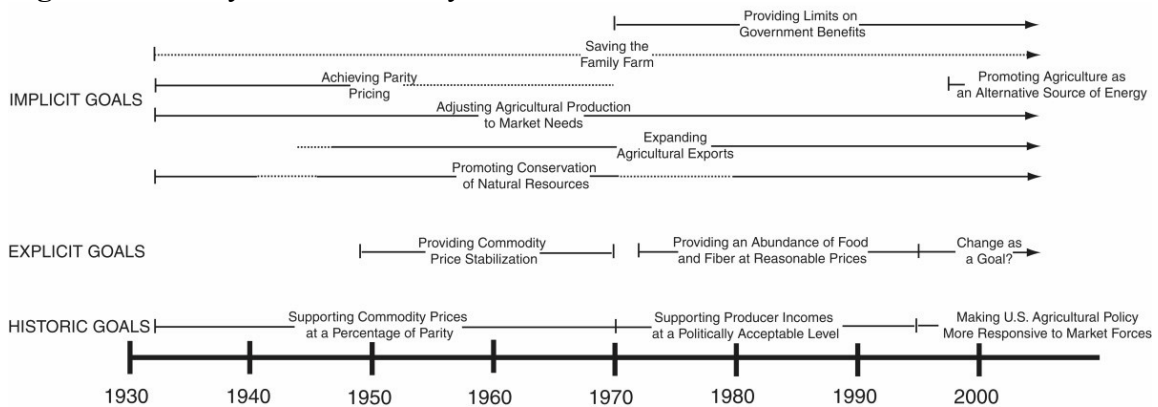 Providing Limits on
Government Benefits
Saving the
Family Farm
Achieving Parity
Pricing
Promoting Agriculture as
an Alternative Source of Energy
IMPLICIT GOALS
Adjusting Agricultural Production
to Market Needs
Expanding
Agricultural Exports
Promoting Conservation
of Natural Resources
EXPLICIT GOALS
Providing Commodity
Price Stabilization
Providing an Abundance of Food
and Fiber at Reasonable Prices
Change as
a Goal?
HISTORIC GOALS
Supporting Commodity Prices
at a Percentage of Parity
Supporting Producer Incomes
at a Politically Acceptable Level
Making U.S. Agricultural Policy
More Responsive to Market Forces
1930 1940 1950 1960 1970 1980 1990 2000